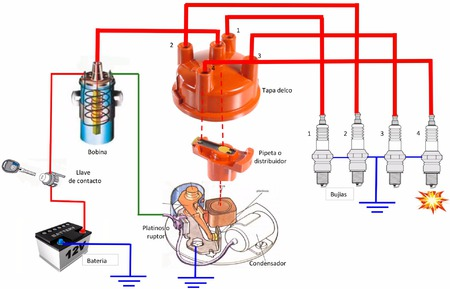 1
2
3
4
Tapa delco
Bobina
1
2
3
4
Pipeta o
distribuidor
Llave
de contacto
Bujías
Platinos o
ruptor
12V
Bateria
Condensador